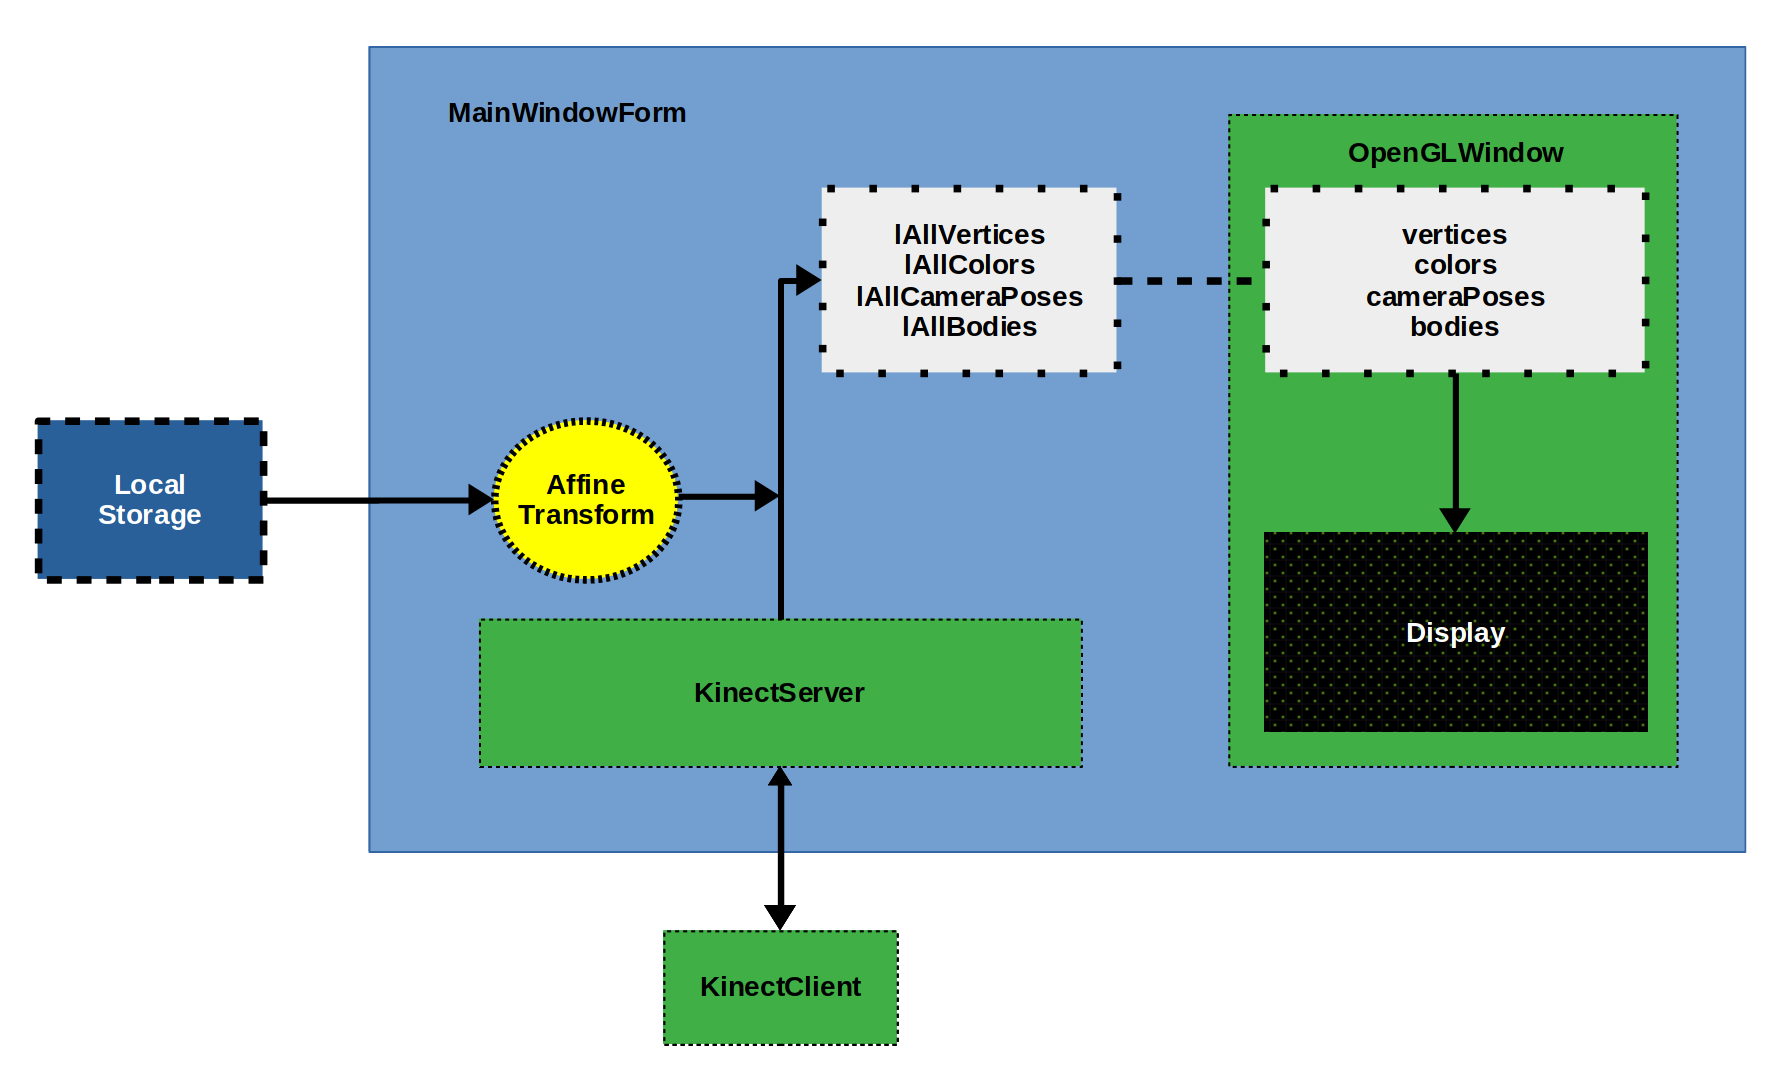 MainWindowForm
OpenGLWindow
lAllVertices
lAllColors
lAllCameraPoses
lAllBodies
vertices
colors
cameraPoses
bodies
Local
Storage
Affine
Transform
Display
KinectServer
KinectClient